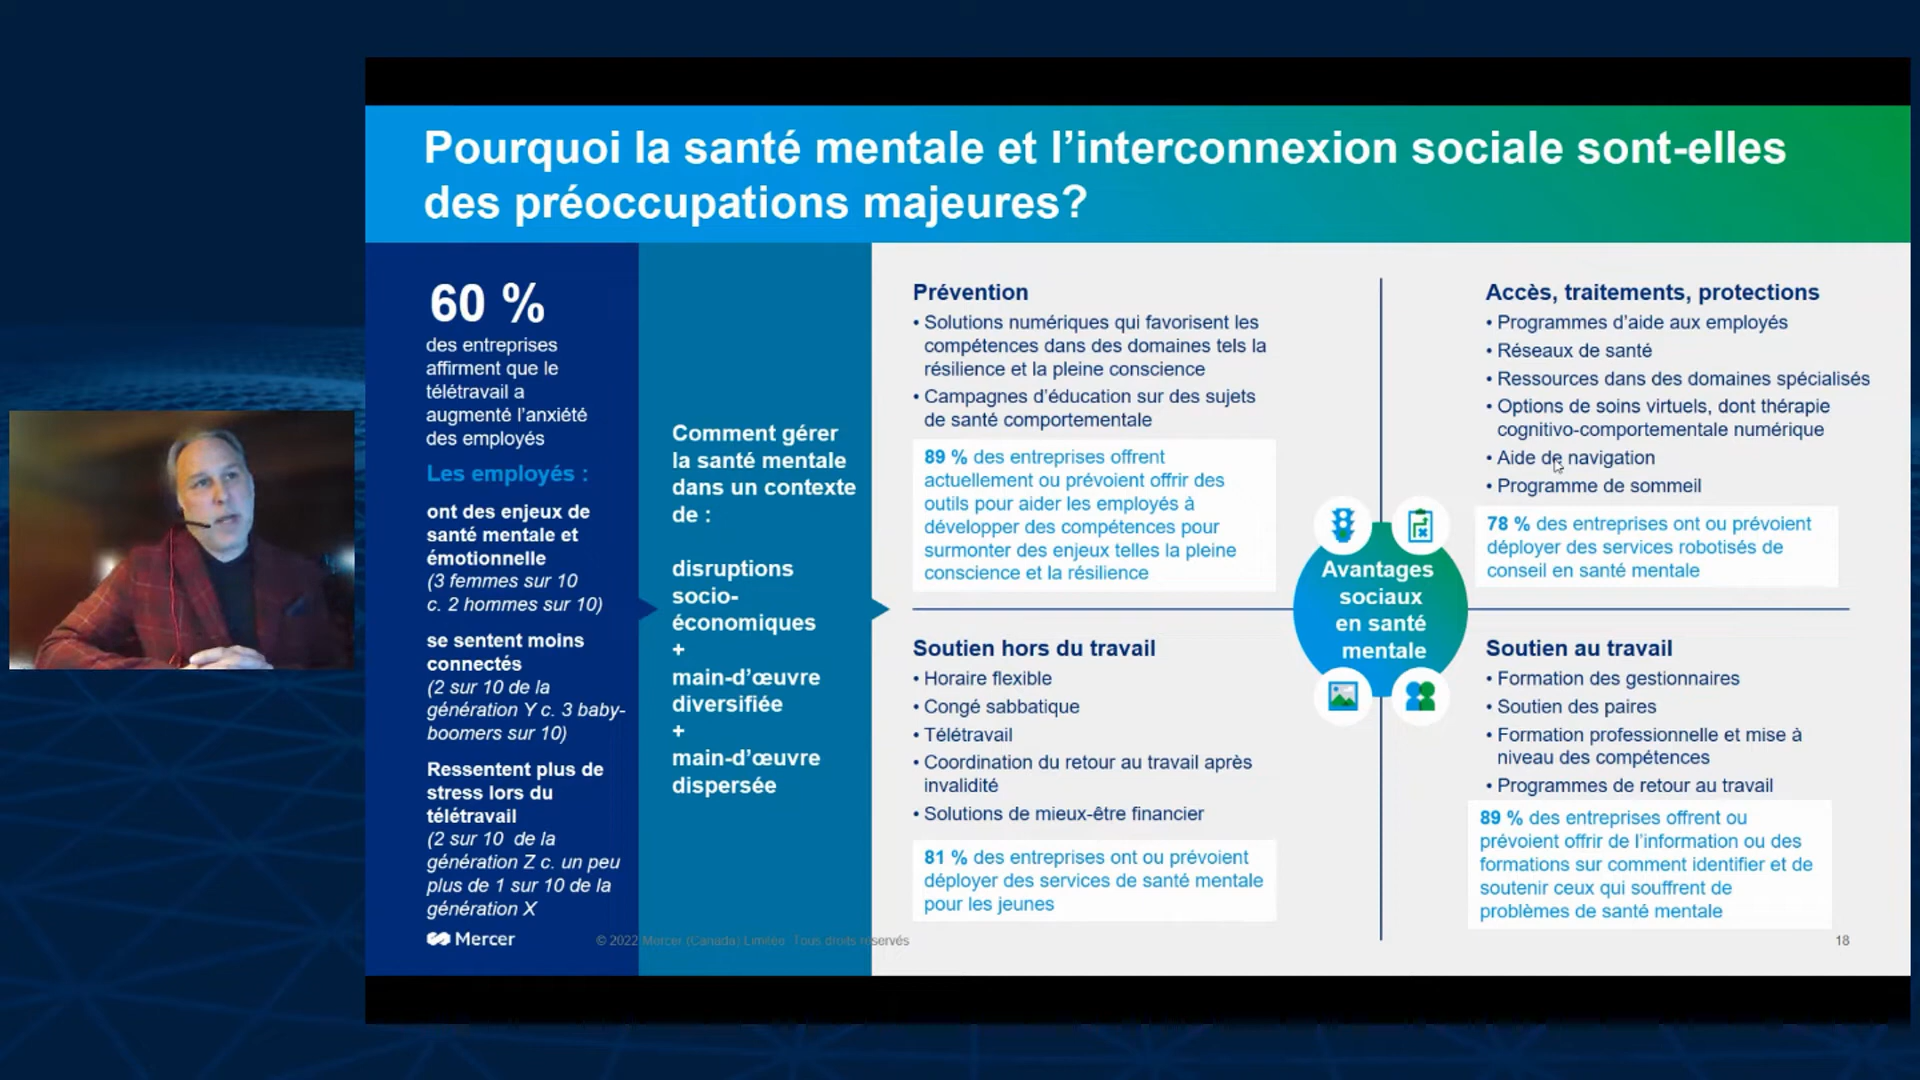 Pourquoi la santé mentale et l’interconnexion sociale sont-elles
des préoccupations majeures?
60 %
des entreprises
affirment que le
télétravail a
augmenté l’anxiété
des employés
Les employés :
ont des enjeux de
santé mentale et
émotionnelle
(3 femmes sur 10
c. 2 hommes sur 10)
se sentent moins
connectés
(2 sur 10 de la
génération Y c. 3 baby-
boomers sur 10)
Ressentent plus de
stress lors du
télétravail
(2 sur 10 de la
génération Z c. un peu
plus de 1 sur 10 de la
génération X
Comment gérer
la santé mentale
dans un contexte
de :
disruptions
socio-
économiques
+
main-d’œuvre
diversifiée
+
main-d’œuvre
dispersée
Prévention
• Solutions numériques qui favorisent les
compétences dans des domaines tels la
résilience et la pleine conscience
• Campagnes d’éducation sur des sujets
de santé comportementale
89 % des entreprises offrent
actuellement ou prévoient offrir des
outils pour aider les employés à
développer des compétences pour
surmonter des enjeux telles la pleine
conscience et la résilience
Accès, traitements, protections
• Programmes d’aide aux employés
• Réseaux de santé
• Ressources dans des domaines spécialisés
• Options de soins virtuels, dont thérapie
cognitivo-comportementale numérique
• Aide de navigation
• Programme de sommeil
78 % des entreprises ont ou prévoient
déployer des services robotisés de
conseil en santé mentale
Avantages
sociaux
en santé
mentale
Soutien hors du travail
• Horaire flexible
• Congé sabbatique
• Télétravail
• Coordination du retour au travail après
invalidité
• Solutions de mieux-être financier
81 % des entreprises ont ou prévoient
déployer des services de santé mentale
pour les jeunes
Soutien au travail
• Formation des gestionnaires
• Soutien des paires
• Formation professionnelle et mise à
niveau des compétences
• Programmes de retour au travail
89 % des entreprises offrent ou
prévoient offrir de l’information ou des
formations sur comment identifier et de
soutenir ceux qui souffrent de
problèmes de santé mentale
Mercer
© 2022 Mercer (Canada) Limitée. Tous droits réservés
18